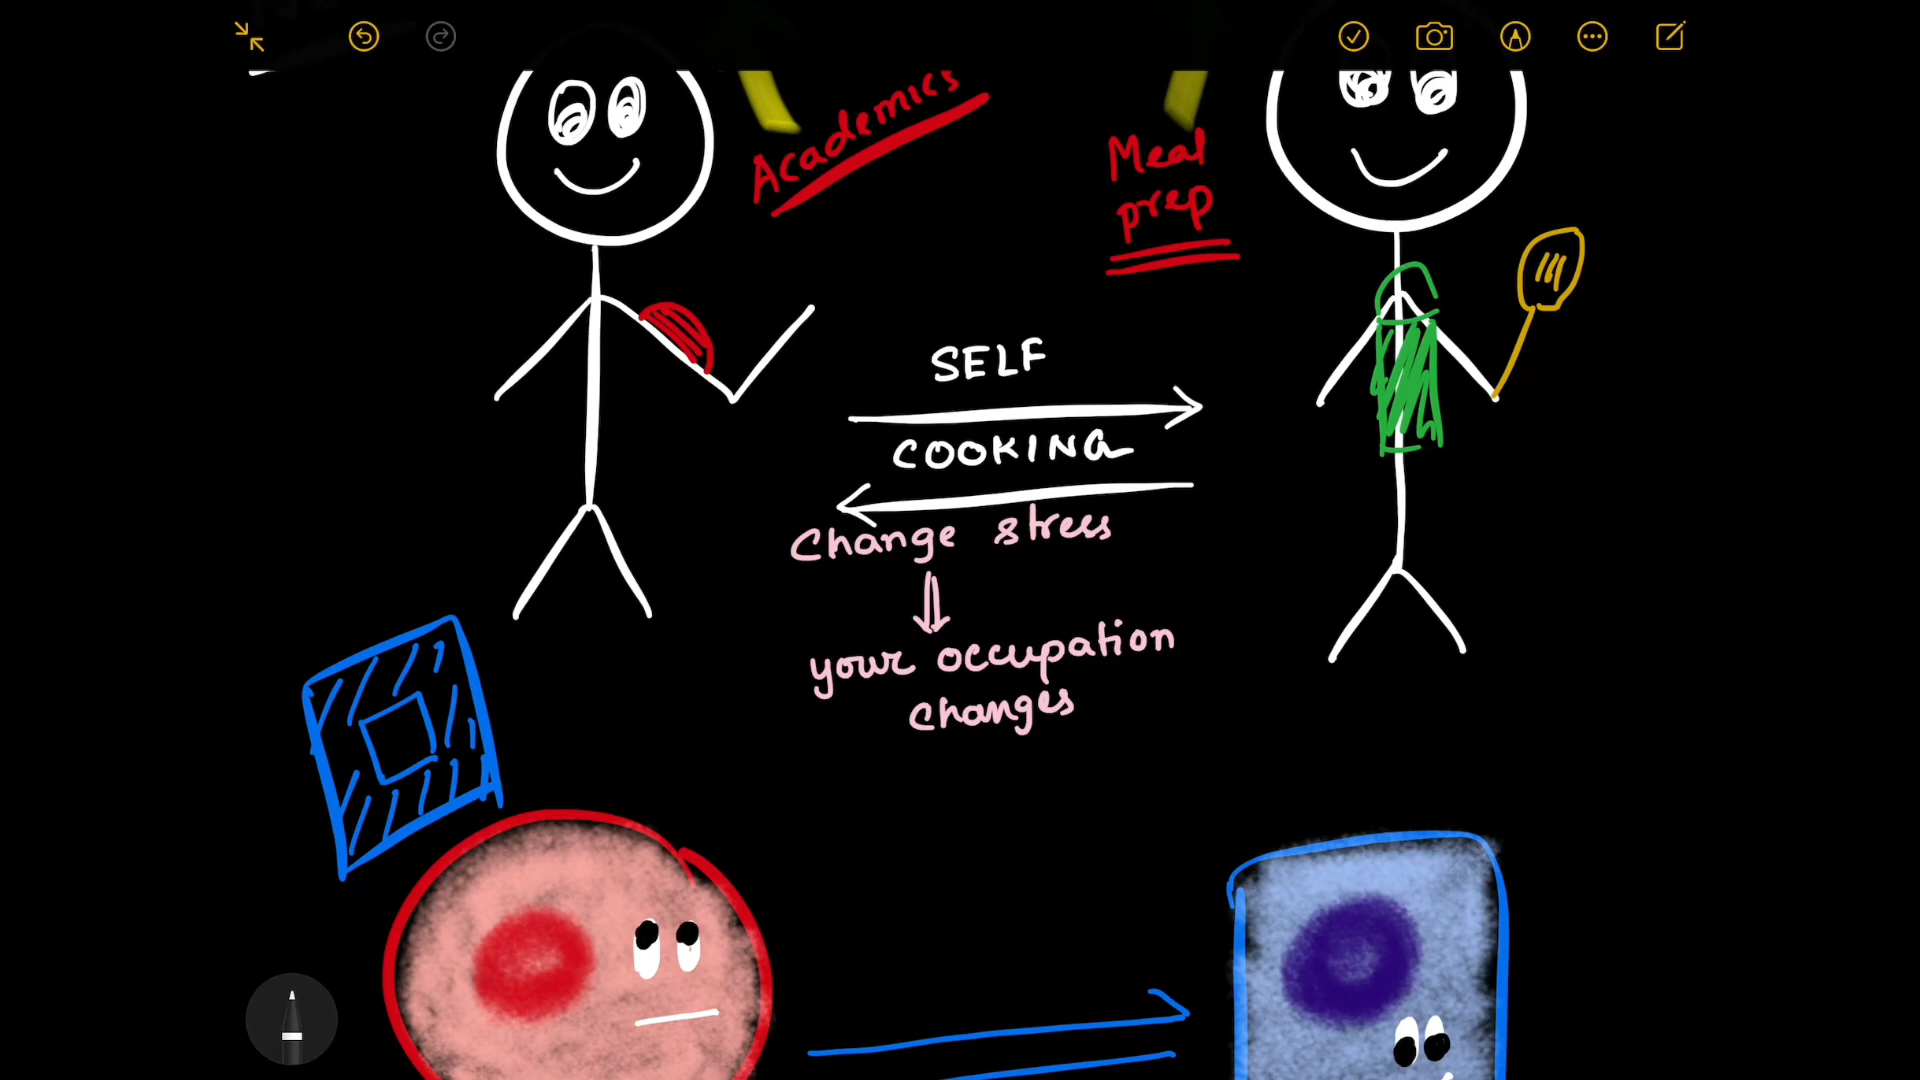 Academics
Meal
prep
SELF
COOKING
Change stress
your occupation
changes